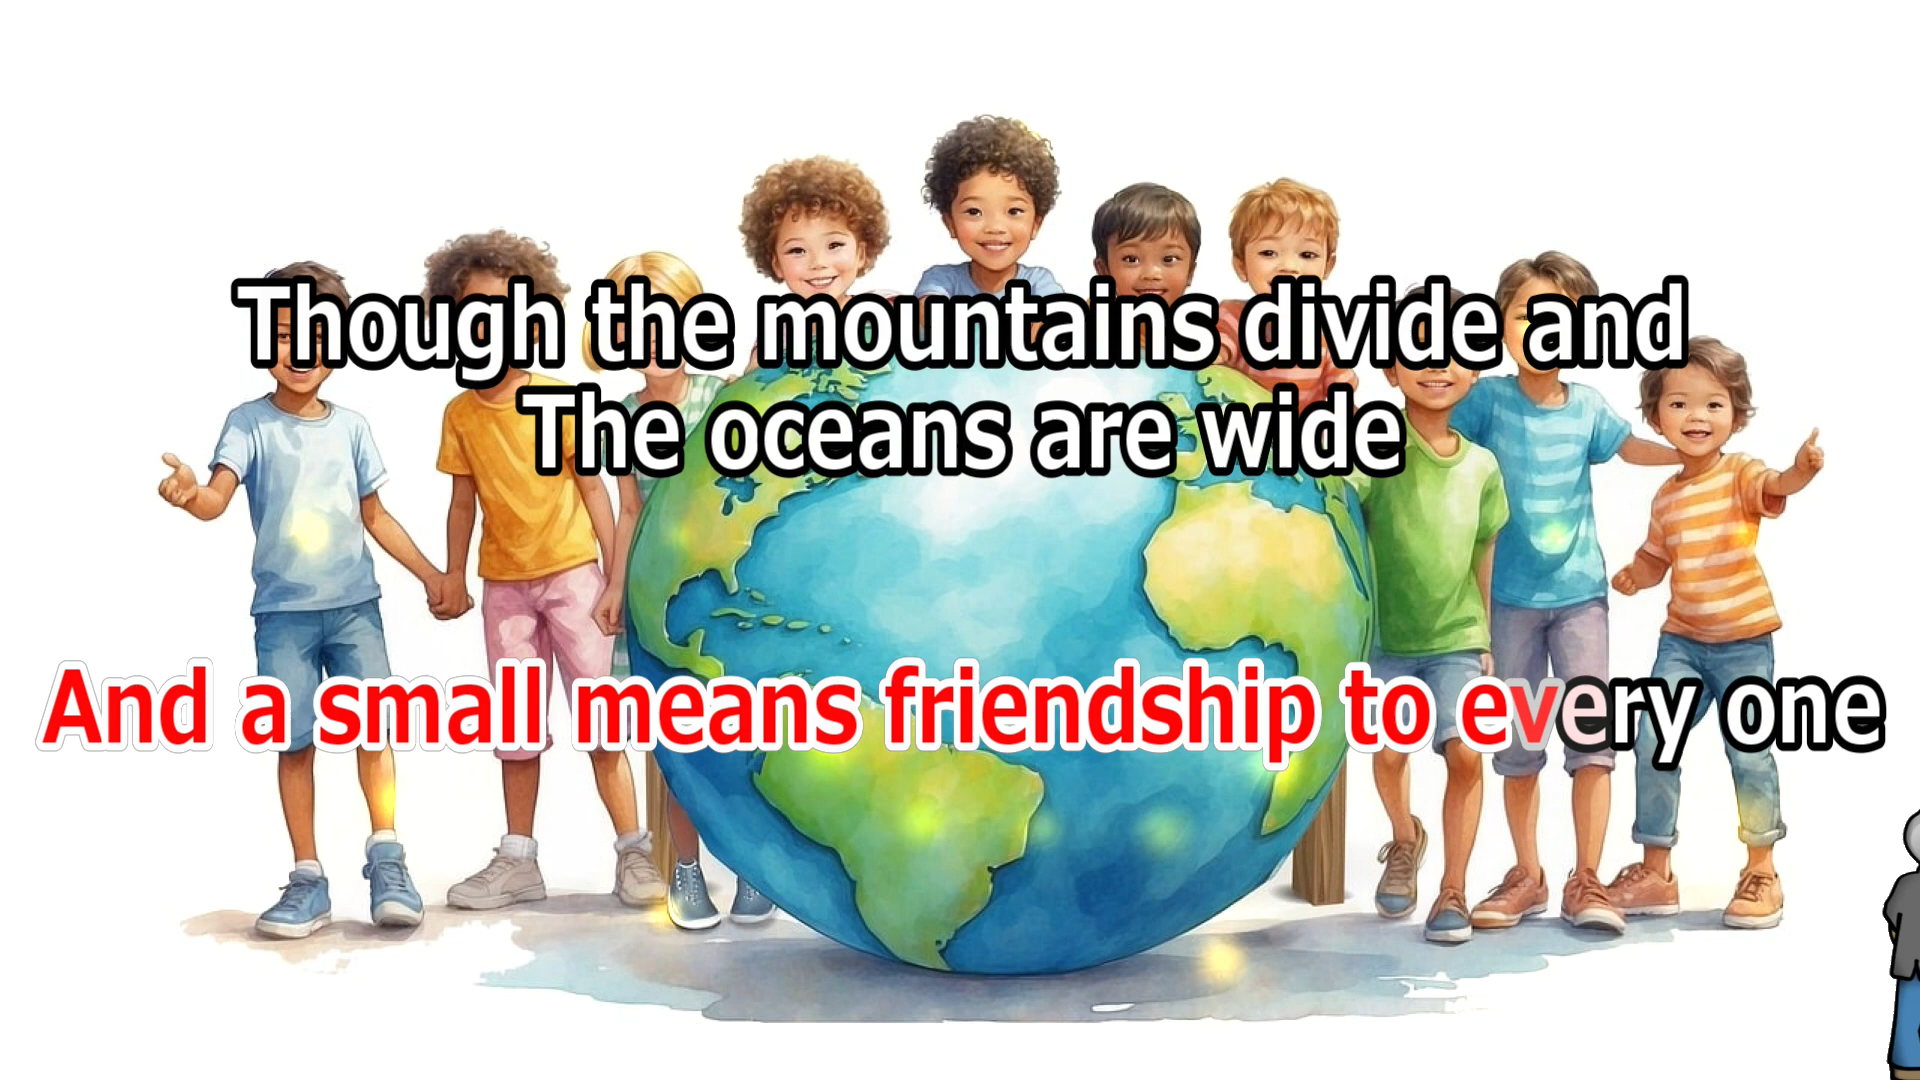 Though the mountains divide and
The oceans are wide
And a small means friendship to every one